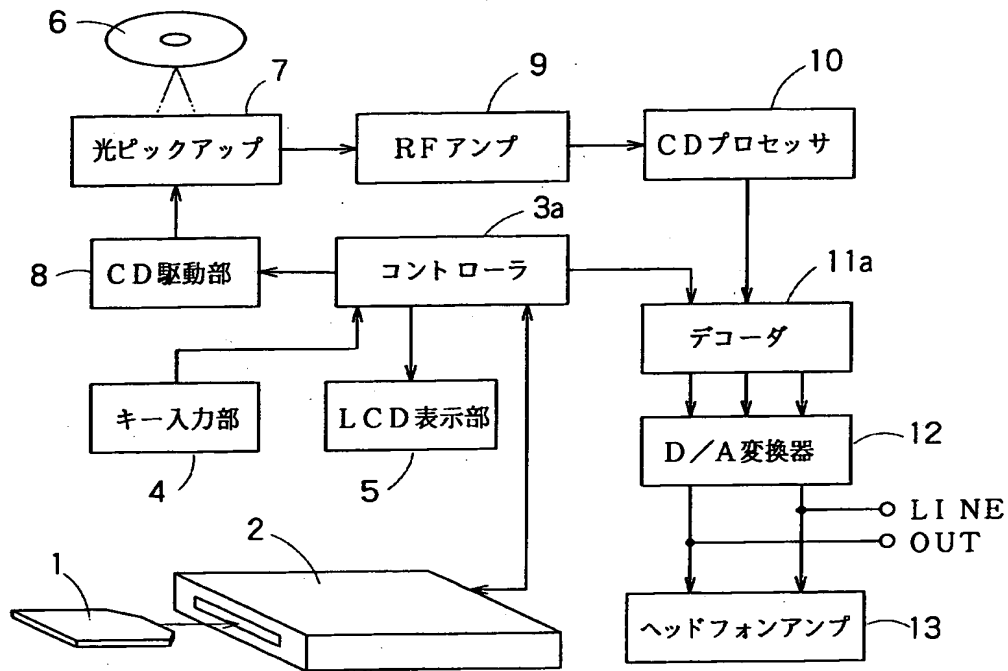 6
7
9
10
光ピックアップ
RFアンプ
CDプロセッサ
3a
8
CD駆動部
コントローラ
11a
デコーダ
キー入力部
LCD表示部
D/A変換器
12
4
5
LINE
OUT
1
2
ヘッドフォンアンプ
13